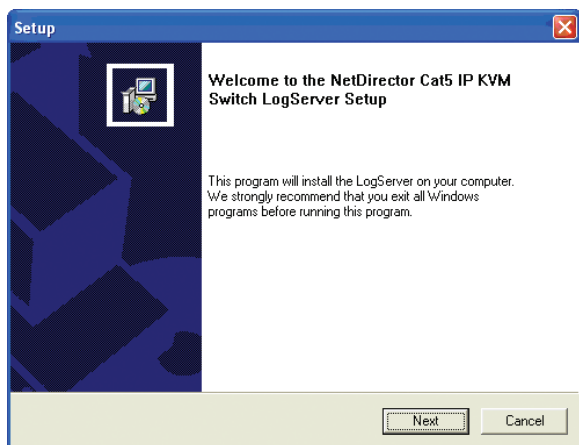 Setup
Welcome to the NetDirector Cat5 IP KVM
Switch LogServer Setup
This program will install the LogServer on your computer.
We strongly recommend that you exit all Windows
programs before running this program.
Next
Cancel